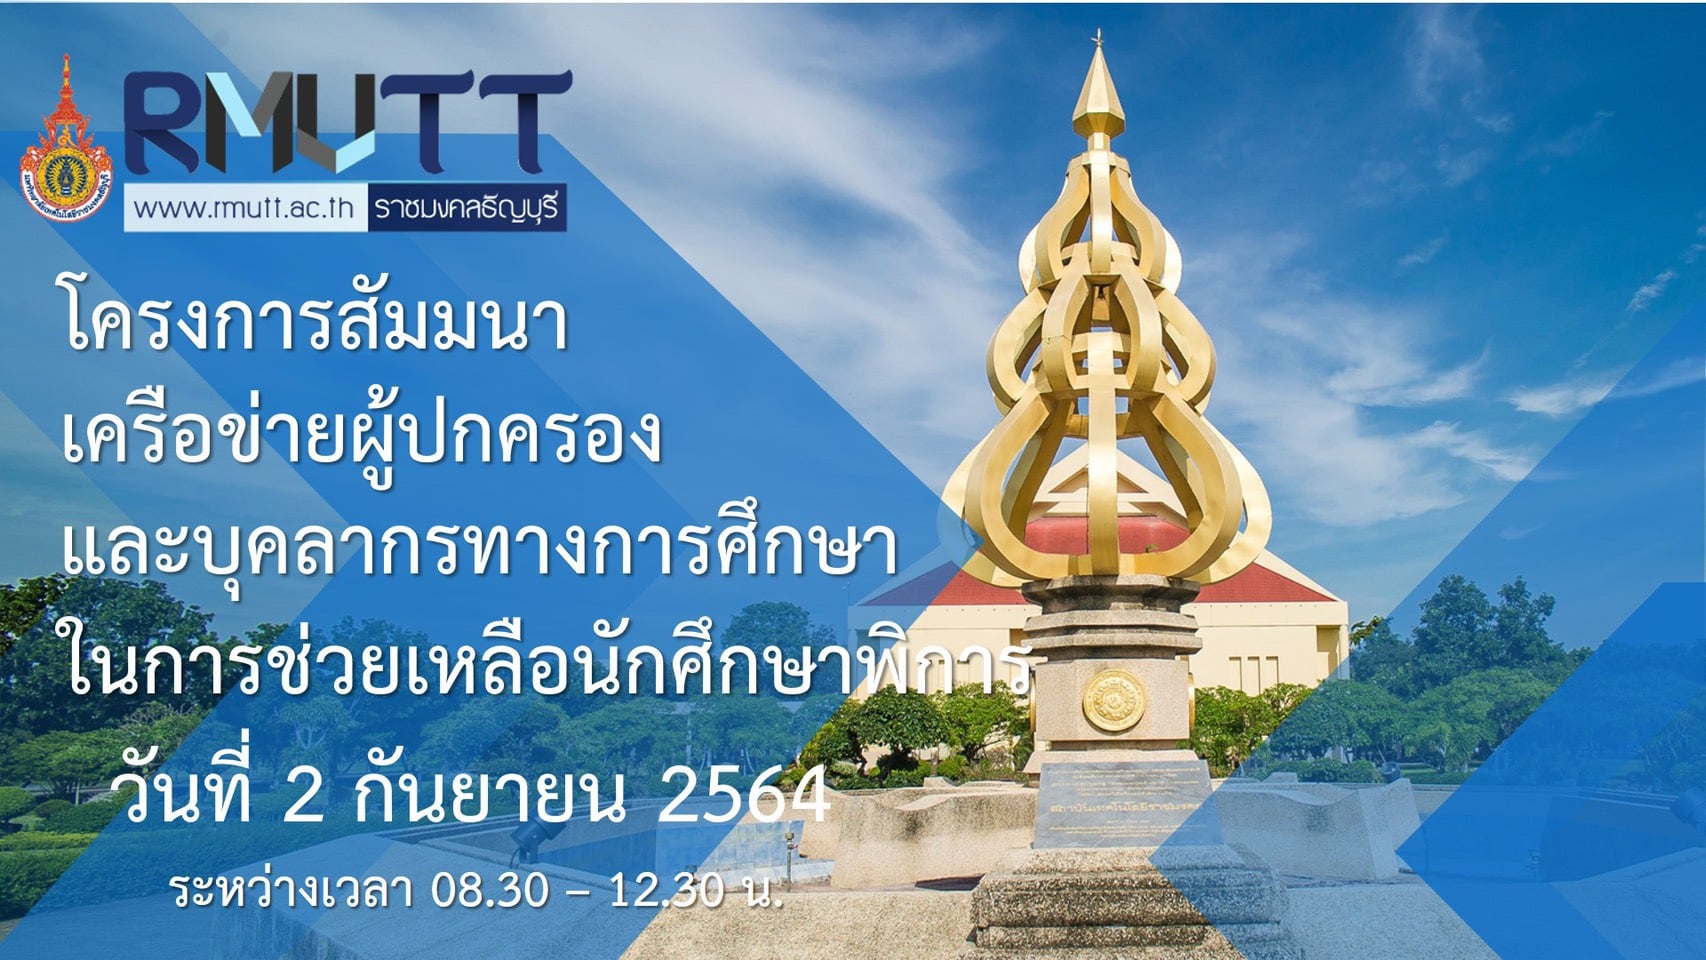 RMUTT
www.rmutt.ac.th ราชมงคลธัญบุรี
โครงการสัมมนา
เครือข่ายผู้ปกครอง
และบุคลากรทางการศึกษา
ในการช่วยเหลือนักศึกษาพิการ
วันที่ 2 กันยายน 2564
ระหว่างเวลา 08.30 – 12.30 น.